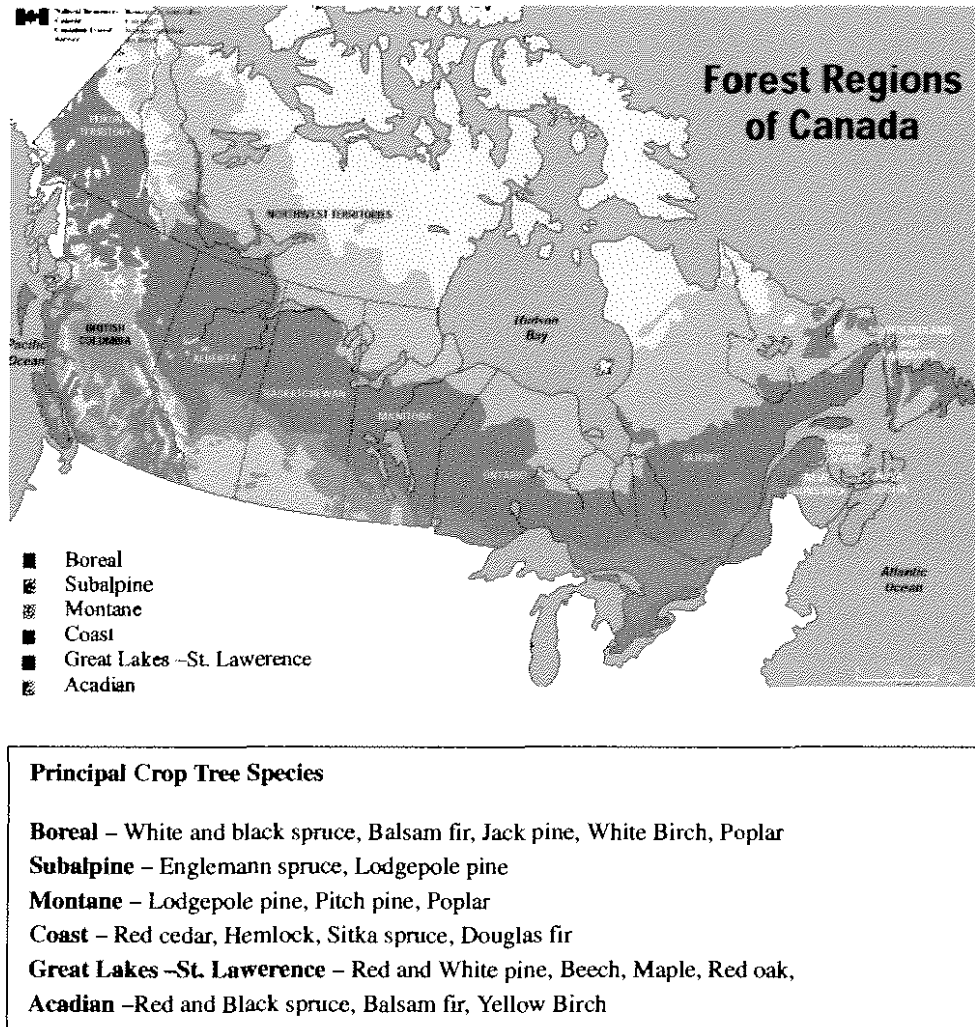 Forest Regions
of Canada
NORTHWEST TERRITORIES
Hudson
Bay
BRITISH
COLUMBIA
Pacific
Ocean
ALBERTA
SASKATCHEWAN
MANITOBA
ONTARIO
Atlantic
Ocean
Boreal
Subalpine
Montane
Coast
Great Lakes –St. Lawerence
Acadian
Principal Crop Tree Species
Boreal – White and black spruce, Balsam fir, Jack pine, White Birch, Poplar
Subalpine – Englemann spruce, Lodgepole pine
Montane – Lodgepole pine, Pitch pine, Poplar
Coast – Red cedar, Hemlock, Sitka spruce, Douglas fir
Great Lakes –St. Lawerence – Red and White pine, Beech, Maple, Red oak,
Acadian –Red and Black spruce, Balsam fir, Yellow Birch